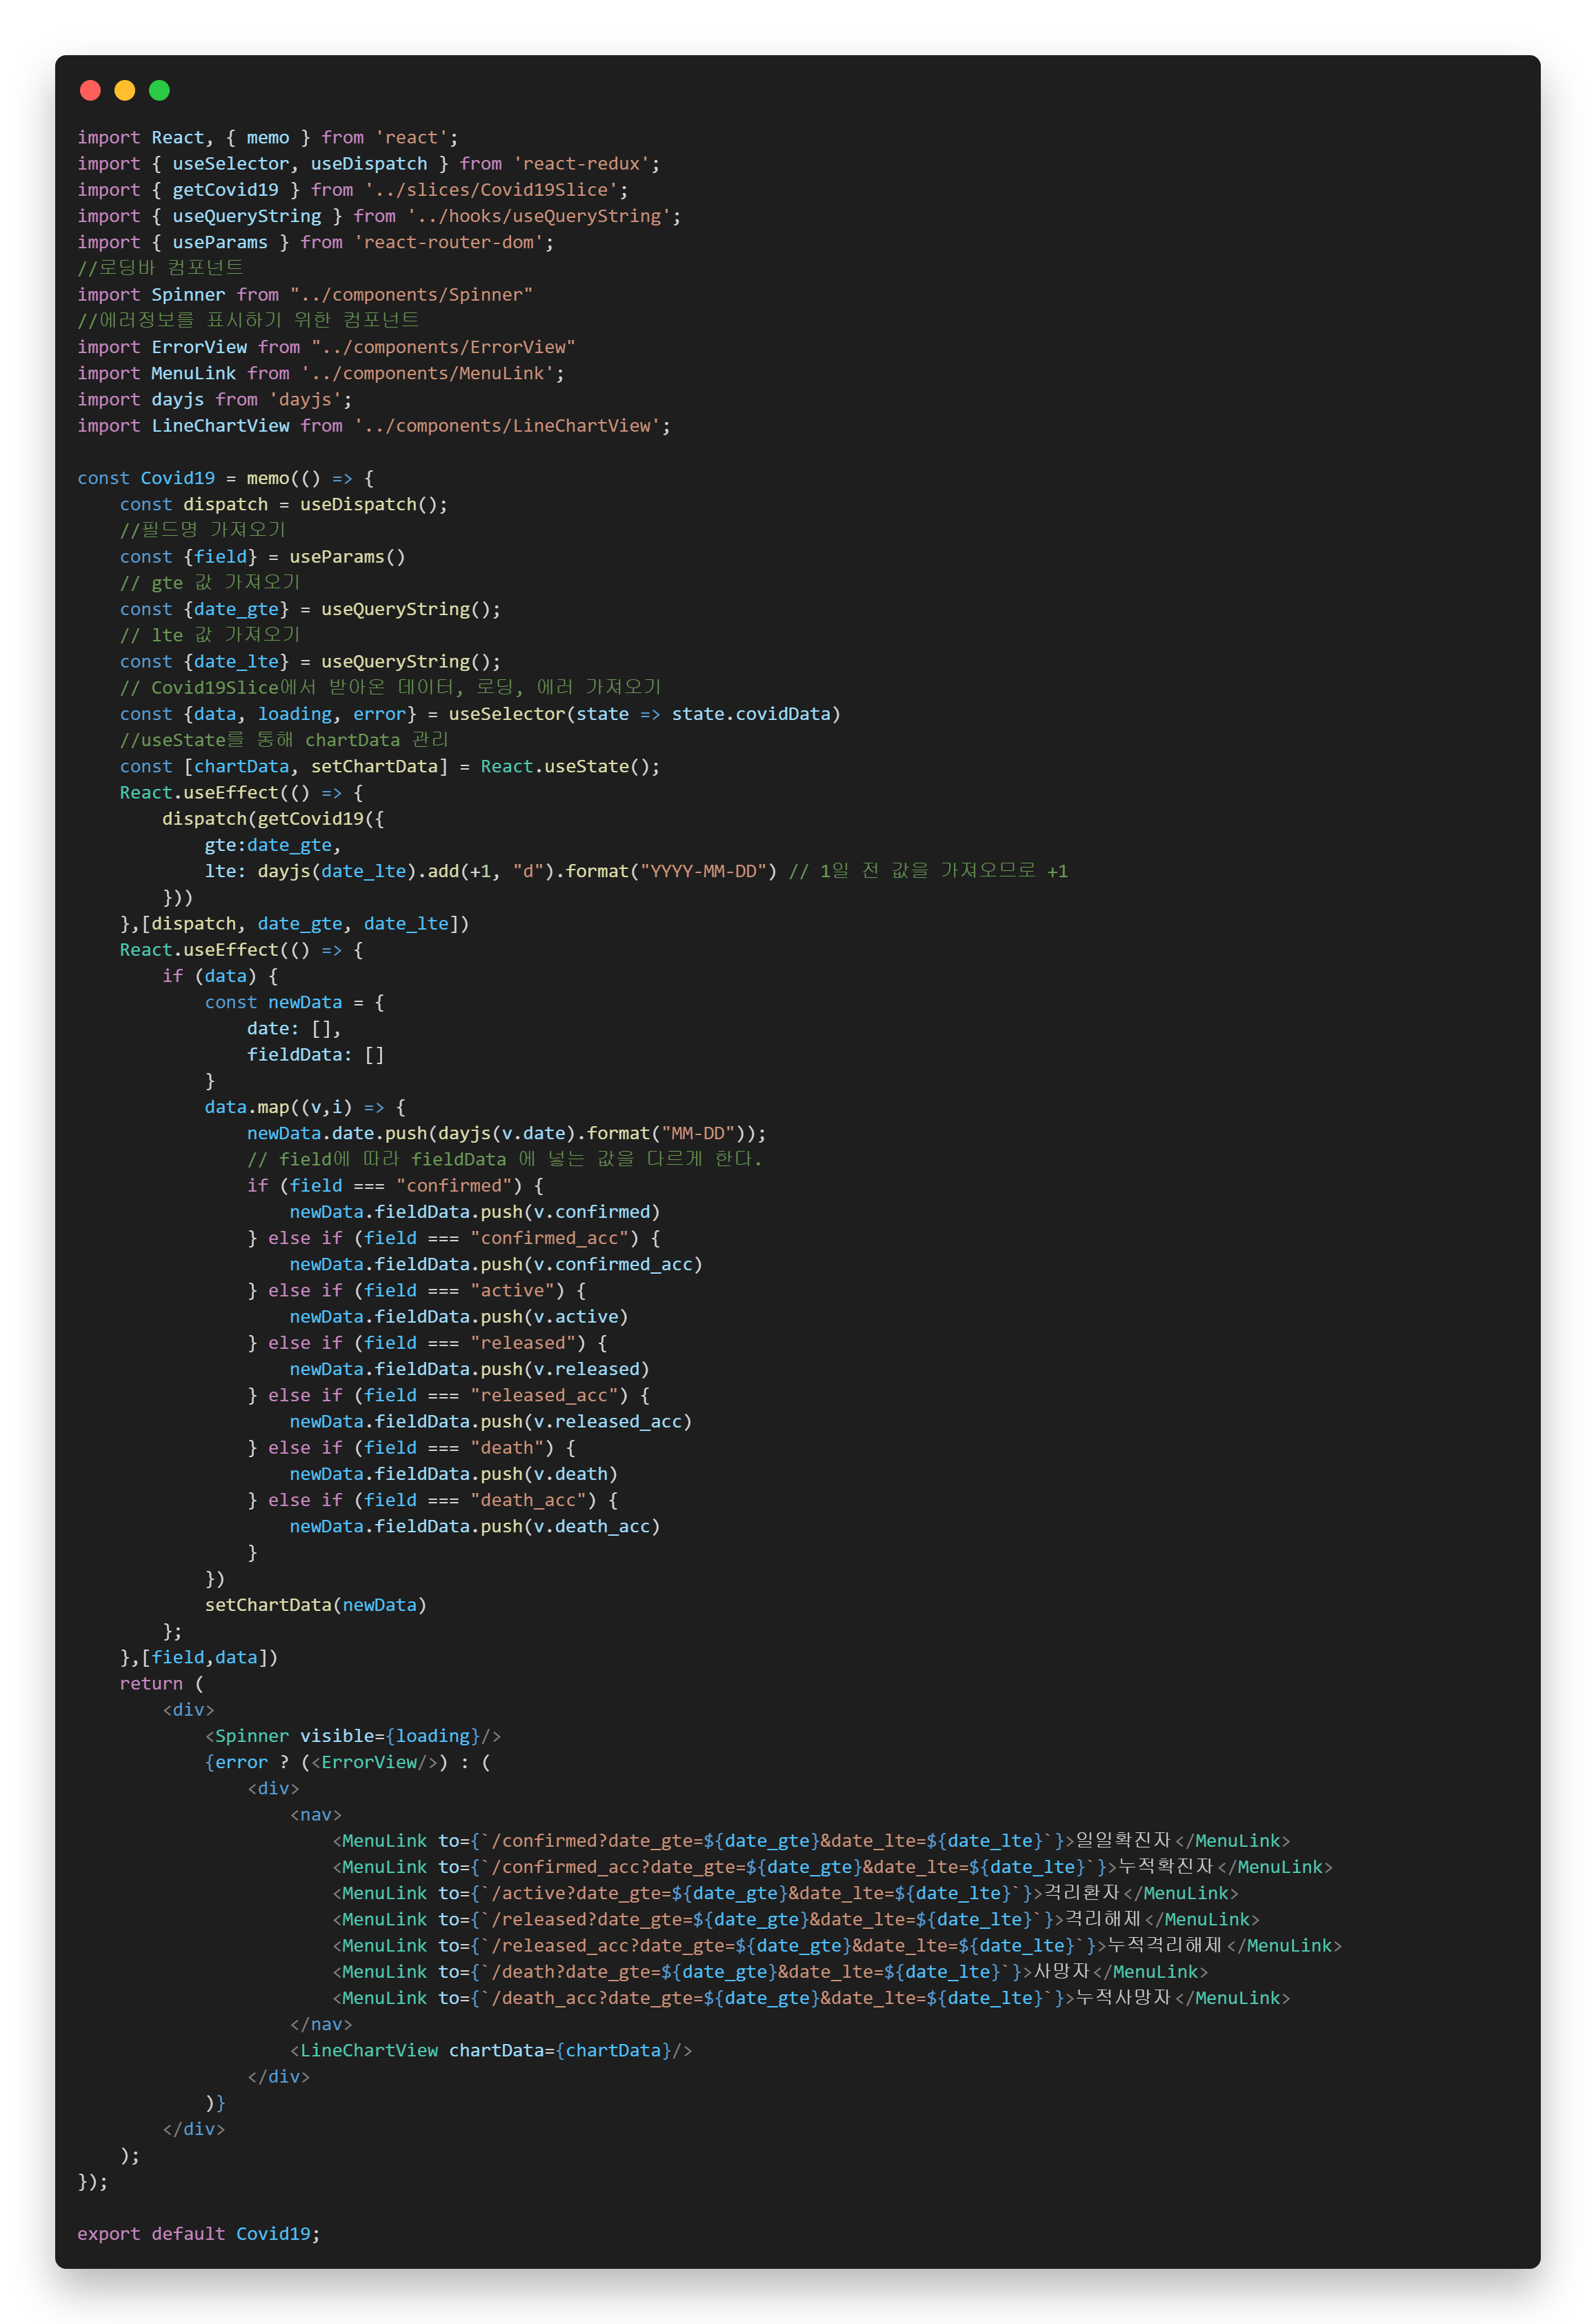 import React, { memo } from 'react';
import { useSelector, useDispatch } from 'react-redux';
import { getCovid19 } from '../slices/Covid19Slice';
import { useQueryString } from '../hooks/useQueryString';
import { useParams } from 'react-router-dom';
//로딩바 컴포넌트
import Spinner from "../components/Spinner"
//에러정보를 표시하기 위한 컴포넌트
import ErrorView from "../components/ErrorView"
import MenuLink from '../components/MenuLink';
import dayjs from 'dayjs';
import LineChartView from '../components/LineChartView';

const Covid19 = memo(() => {
    const dispatch = useDispatch();
    //필드명 가져오기
    const {field} = useParams()
    // gte 값 가져오기
    const {date_gte} = useQueryString();
    // lte 값 가져오기
    const {date_lte} = useQueryString();
    // Covid19Slice에서 받아온 데이터, 로딩, 에러 가져오기
    const {data, loading, error} = useSelector(state => state.covidData)
    //useState를 통해 chartData 관리
    const [chartData, setChartData] = React.useState();
    React.useEffect(() => {
        dispatch(getCovid19({
            gte:date_gte,
            lte: dayjs(date_lte).add(+1, "d").format("YYYY-MM-DD") // 1일 전 값을 가져오므로 +1
        }))
    },[dispatch, date_gte, date_lte])
    React.useEffect(() => {
        if (data) {
            const newData = {
                date: [],
                fieldData: []
            }
            data.map((v,i) => {
                newData.date.push(dayjs(v.date).format("MM-DD"));
                // field에 따라 fieldData 에 넣는 값을 다르게 한다.
                if (field === "confirmed") {
                    newData.fieldData.push(v.confirmed)
                } else if (field === "confirmed_acc") {
                    newData.fieldData.push(v.confirmed_acc)
                } else if (field === "active") {
                    newData.fieldData.push(v.active)
                } else if (field === "released") {
                    newData.fieldData.push(v.released)
                } else if (field === "released_acc") {
                    newData.fieldData.push(v.released_acc)
                } else if (field === "death") {
                    newData.fieldData.push(v.death)
                } else if (field === "death_acc") {
                    newData.fieldData.push(v.death_acc)
                }
            })
            setChartData(newData)
        };
    },[field,data])
    return (
        <div>
            <Spinner visible={loading}/>
            {error ? (<ErrorView/>) : (
                <div>
                    <nav>
                        <MenuLink to={`/confirmed?date_gte=${date_gte}&date_lte=${date_lte}`}>일일확진자</MenuLink>
                        <MenuLink to={`/confirmed_acc?date_gte=${date_gte}&date_lte=${date_lte}`}>누적확진자</MenuLink>
                        <MenuLink to={`/active?date_gte=${date_gte}&date_lte=${date_lte}`}>격리환자</MenuLink>
                        <MenuLink to={`/released?date_gte=${date_gte}&date_lte=${date_lte}`}>격리해제</MenuLink>
                        <MenuLink to={`/released_acc?date_gte=${date_gte}&date_lte=${date_lte}`}>누적격리해제</MenuLink>
                        <MenuLink to={`/death?date_gte=${date_gte}&date_lte=${date_lte}`}>사망자</MenuLink>
                        <MenuLink to={`/death_acc?date_gte=${date_gte}&date_lte=${date_lte}`}>누적사망자</MenuLink>
                    </nav>
                    <LineChartView chartData={chartData}/>
                </div>
            )}
        </div>
    );
});

export default Covid19;